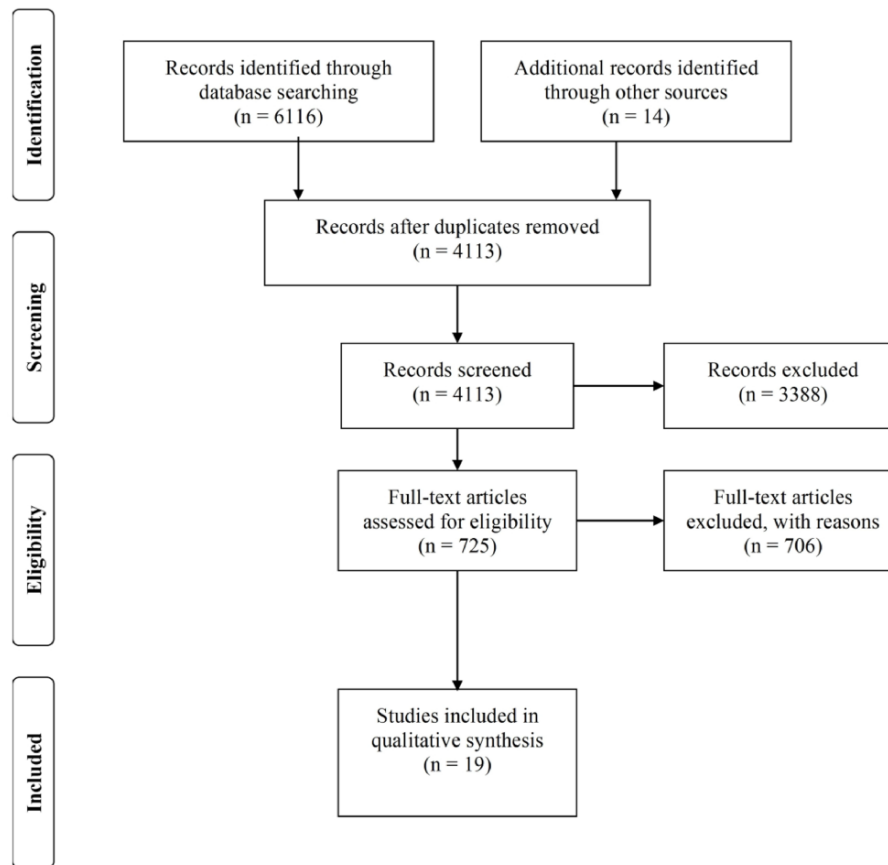 Identification
Records identified through
database searching
(n = 6116)
Additional records identified
through other sources
(n = 14)
Records after duplicates removed
(n = 4113)
Screening
Records screened
(n = 4113)
Records excluded
(n = 3388)
Eligibility
Full-text articles
assessed for eligibility
(n = 725)
Full-text articles
excluded, with reasons
(n = 706)
Included
Studies included in
qualitative synthesis
(n = 19)